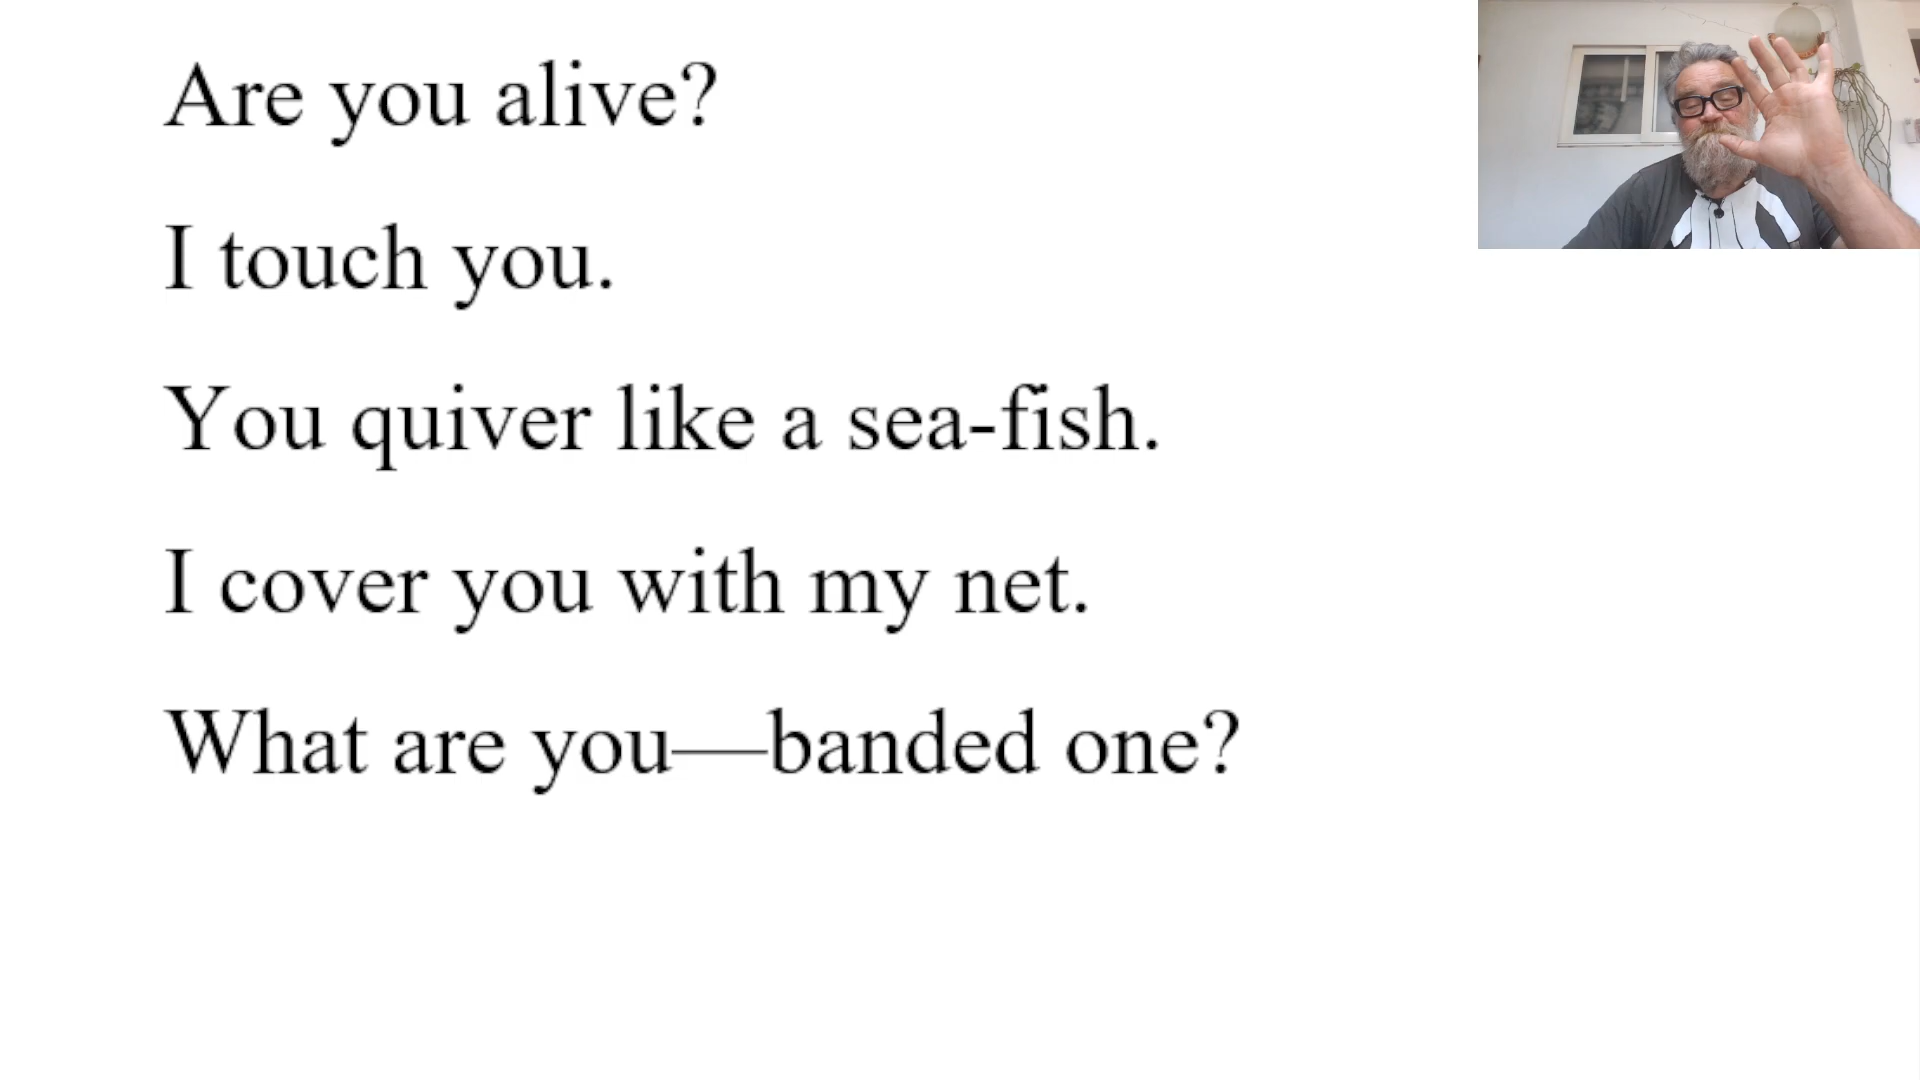 Are you alive?
I touch you.
You quiver like a sea-fish.
I cover you with my net.
What are you—banded one?